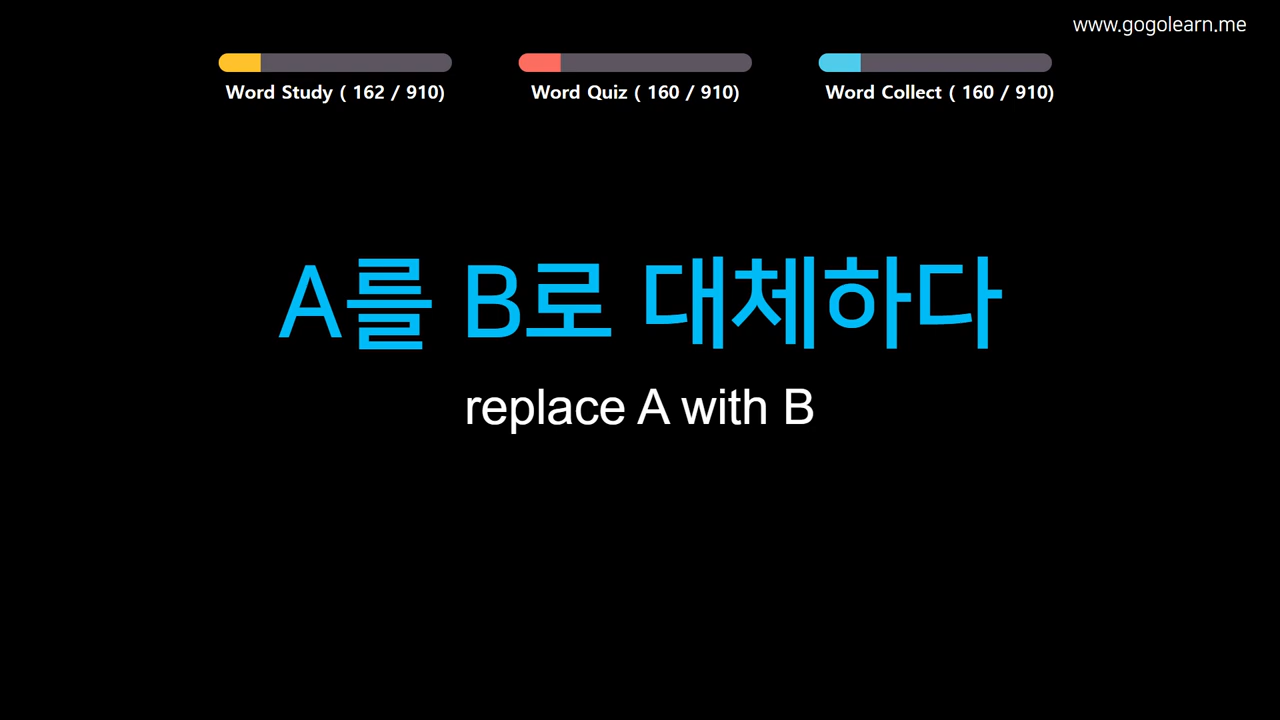 www.gogolearn.me
Word Study ( 162 / 910)
Word Quiz ( 160 / 910)
Word Collect ( 160 / 910)
A를 B로 대체하다
replace A with B